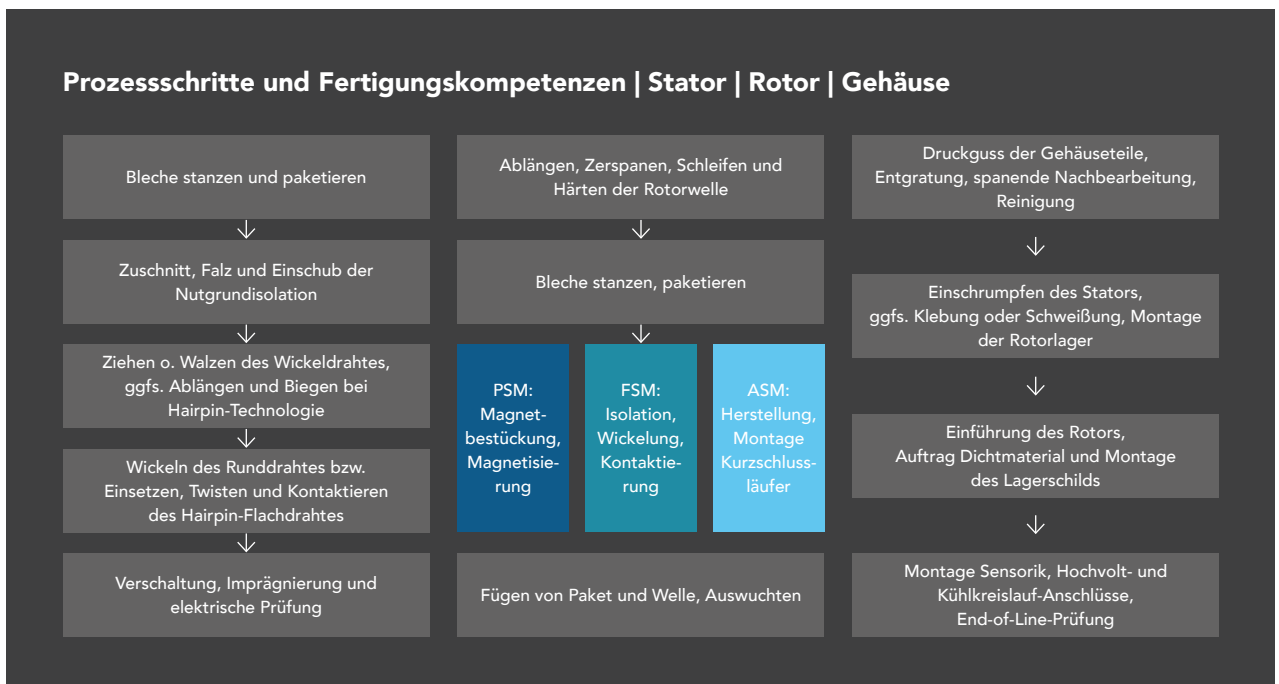 Prozessschritte und Fertigungskompetenzen | Stator | Rotor | Gehäuse
Bleche stanzen und paketieren
Zuschnitt, Falz und Einschub der
Nutgrundisolation
Ziehen o. Walzen des Wickeldrahtes,
ggfs. Ablängen und Biegen bei
Hairpin-Technologie
Wickeln des Runddrahtes bzw.
Einsetzen, Twisten und Kontaktieren
des Hairpin-Flachdrahtes
Verschaltung, Imprägnierung und
elektrische Prüfung
Ablängen, Zerspanen, Schleifen und
Härten der Rotorwelle
Bleche stanzen, paketieren
PSM:
Magnet-
bestückung,
Magnetisie-
rung
FSM:
Isolation,
Wickelung,
Kontaktie-
rung
ASM:
Herstellung,
Montage
Kurzschluss-
läufer
Fügen von Paket und Welle, Auswuchten
Druckguss der Gehäuseteile,
Entgratung, spanende Nachbearbeitung,
Reinigung
Einschrumpfen des Stators,
ggfs. Klebung oder Schweißung, Montage
der Rotorlager
Einführung des Rotors,
Auftrag Dichtmaterial und Montage
des Lagerschilds
Montage Sensorik, Hochvolt- und
Kühlkreislauf-Anschlüsse,
End-of-Line-Prüfung